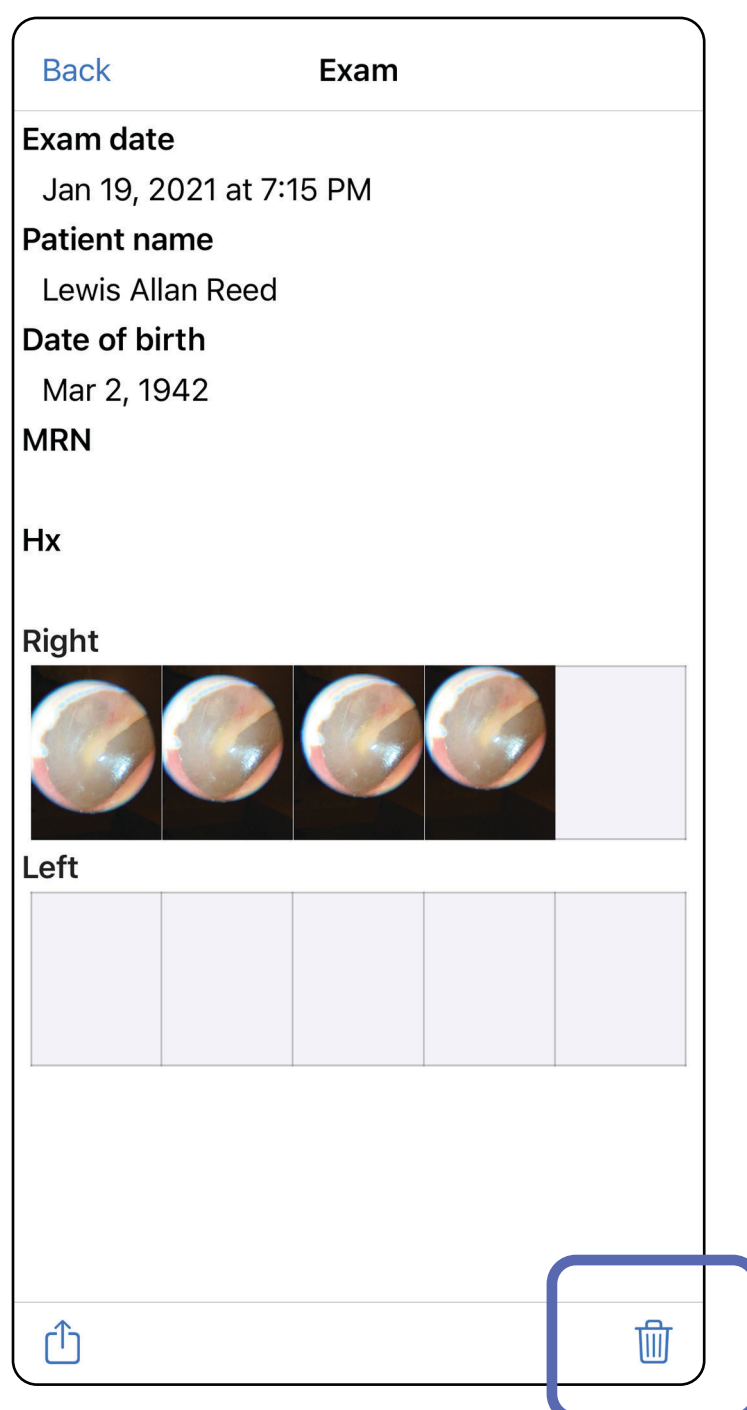 Back
Exam
Exam date
Jan 19, 2021 at 7:15 PM
Patient name
Lewis Allan Reed
Date of birth
Mar 2, 1942
MRN
Hx
Right
Left